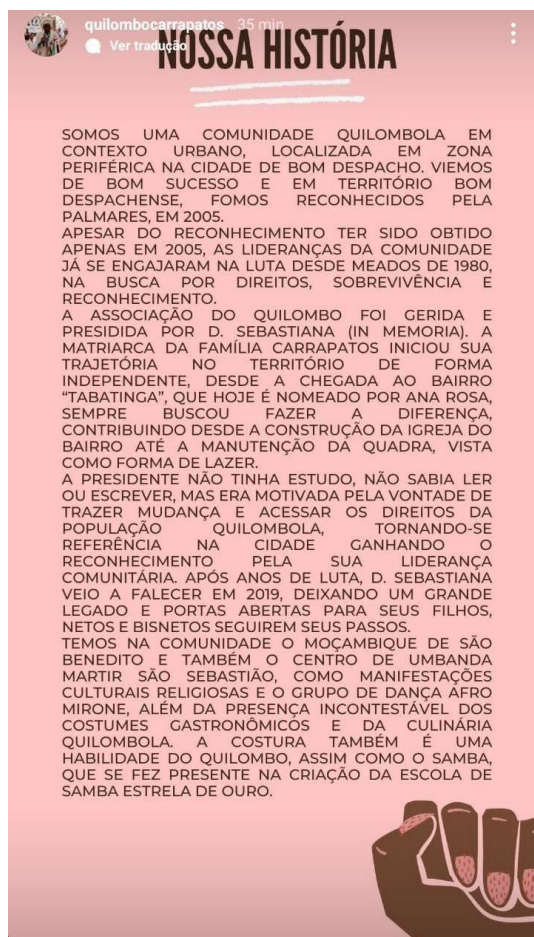 quilombocarrapatos 35 min
Ver tradução
NOSSA HISTÓRIA
SOMOS UMA COMUNIDADE QUILOMBOLA EM
CONTEXTO URBANO, LOCALIZADA EM ZONA
PERIFÉRICA NA CIDADE DE BOM DESPACHO. VIEMOS
DE BOM SUCESSO E EM TERRITÓRIO BOM
DESPACHENSE, FOMOS RECONHECIDOS PELA
PALMARES, EM 2005.
APESAR DO RECONHECIMENTO TER SIDO OBTIDO
APENAS EM 2005, AS LIDERANÇAS DA COMUNIDADE
JÁ SE ENGAJARAM NA LUTA DESDE MEADOS DE 1980,
NA BUSCA POR DIREITOS, SOBREVIVÊNCIA E
RECONHECIMENTO.
A ASSOCIAÇÃO DO QUILOMBO FOI GERIDA E
PRESIDIDA POR D. SEBASTIANA (IN MEMORIA). A
MATRIARCA DA FAMÍLIA CARRAPATOS INICIOU SUA
TRAJETÓRIA NO TERRITÓRIO DE FORMA
INDEPENDENTE, DESDE A CHEGADA AO BAIRRO
“TABATINGA”, QUE HOJE É NOMEADO POR ANA ROSA,
SEMPRE BUSCOU FAZER A DIFERENÇA,
CONTRIBUINDO DESDE A CONSTRUÇÃO DA IGREJA DO
BAIRRO ATÉ A MANUTENÇÃO DA QUADRA, VISTA
COMO FORMA DE LAZER.
A PRESIDENTE NÃO TINHA ESTUDO, NÃO SABIA LER
OU ESCREVER, MAS ERA MOTIVADA PELA VONTADE DE
TRAZER MUDANÇA E ACESSAR OS DIREITOS DA
POPULAÇÃO QUILOMBOLA, TORNANDO-SE
REFERÊNCIA NA CIDADE GANHANDO O
RECONHECIMENTO PELA SUA LIDERANÇA
COMUNITÁRIA. APÓS ANOS DE LUTA, D. SEBASTIANA
VEIO A FALECER EM 2019, DEIXANDO UM GRANDE
LEGADO E PORTAS ABERTAS PARA SEUS FILHOS,
NETOS E BISNETOS SEGUIREM SEUS PASSOS.
TEMOS NA COMUNIDADE O MOÇAMBIQUE DE SÃO
BENEDITO E TAMBÉM O CENTRO DE UMBANDA
MARTIR SÃO SEBASTIÃO, COMO MANIFESTAÇÕES
CULTURAIS RELIGIOSAS E O GRUPO DE DANÇA AFRO
MIRONE, ALÉM DA PRESENÇA INCONTESTÁVEL DOS
COSTUMES GASTRONÔMICOS E DA CULINÁRIA
QUILOMBOLA. A COSTURA TAMBÉM É UMA
HABILIDADE DO QUILOMBO, ASSIM COMO O SAMBA,
QUE SE FEZ PRESENTE NA CRIAÇÃO DA ESCOLA DE
SAMBA ESTRELA DE OURO.